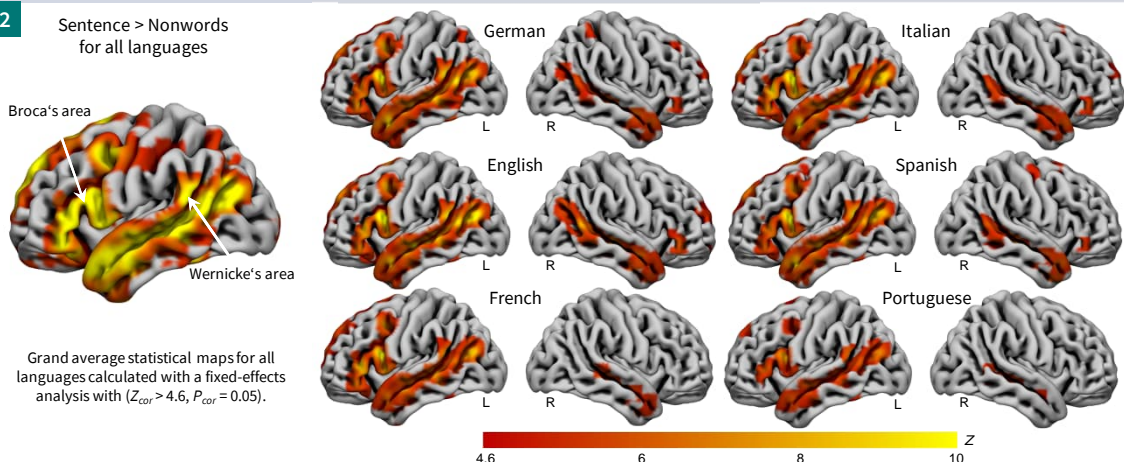 2
Sentence > Nonwords
for all languages
Broca‘s area
Wernicke‘s area
Grand average statistical maps for all
languages calculated with a fixed-effects
analysis with (Zcor > 4.6, Pcor = 0.05).
German
L
R
Italian
L
R
English
L
R
Spanish
L
R
French
L
R
Portuguese
L
R
Z
4.6 6 8 10